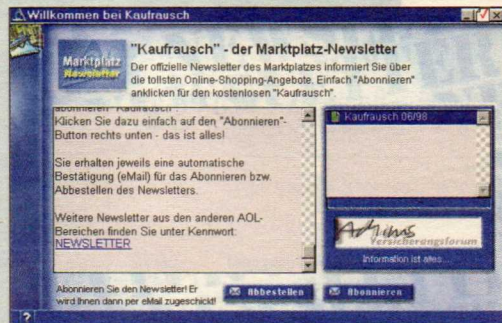 Willkommen bei Kaufrausch
Marktplatz
Newsletter
"Kaufrausch" - der Marktplatz-Newsletter
Der offizielle Newsletter des Marktplatzes informiert Sie über
die tollsten Online-Shopping-Angebote. Einfach "Abonnieren"
anklicken für den kostenlosen "Kaufrausch".
abonnieren "Kaufrausch".
Klicken Sie dazu einfach auf den "Abonnieren"-
Button rechts unten - das ist alles!
Sie erhalten jeweils eine automatische
Bestätigung (eMail) für das Abonnieren bzw.
Abbestellen des Newsletters.
Weitere Newsletter aus den anderen AOL-
Bereichen finden Sie unter Kennwort:
NEWSLETTER
Kaufrausch 06/98
Versicherungsforum
Information ist alles...
Abonnieren Sie den Newsletter! Er
wird Ihnen dann per eMail zugeschickt!
Abbestellen
Abonnieren
?